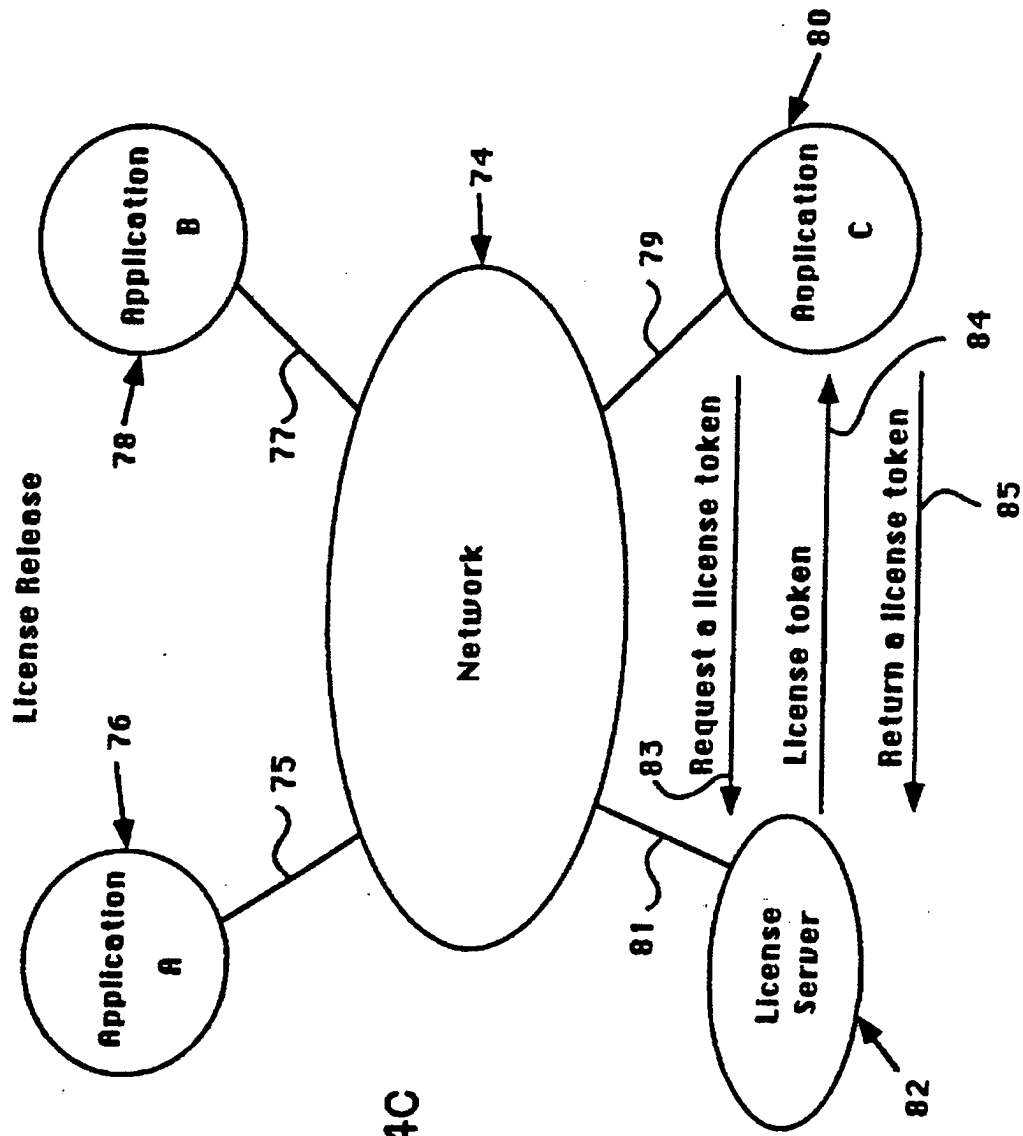 License Release
76
Application
A
75
78
Application
B
77
Network
74
81
License
Server
82
79
Application
C
80
83
Request a license token
License token
84
Return a license token
85
4C